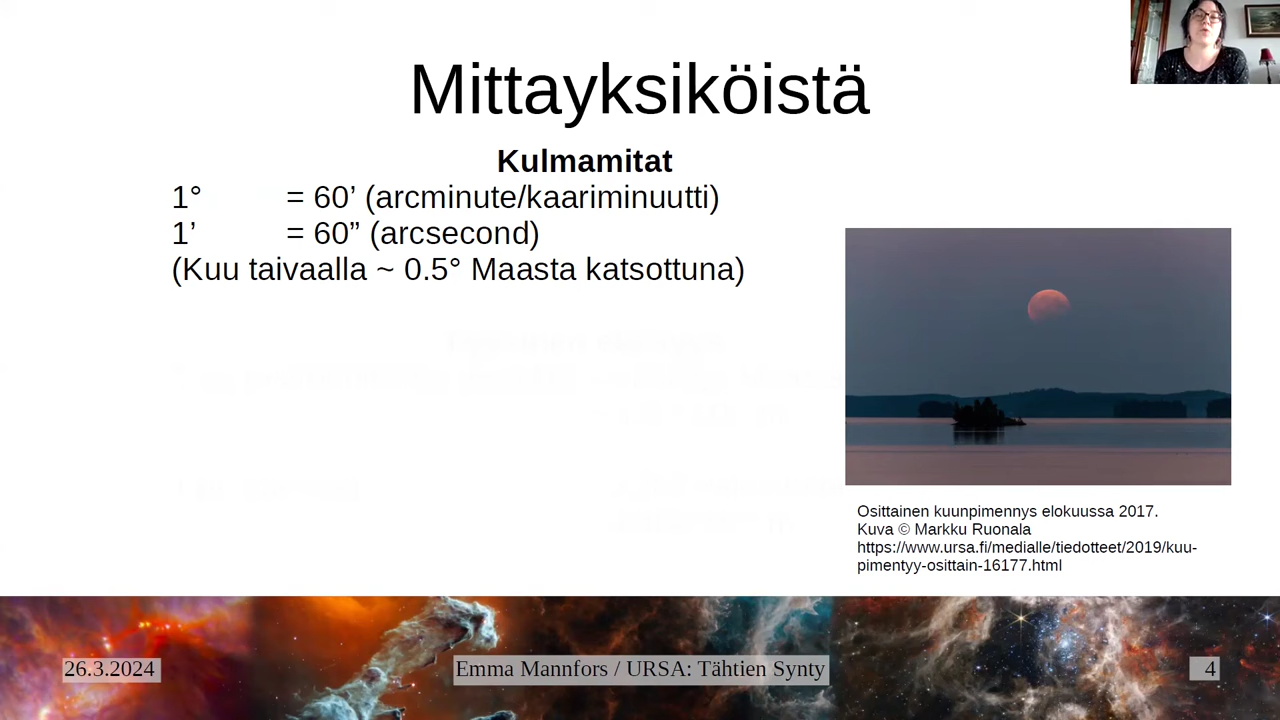 Mittayksiköistä
Kulmamitat
1° = 60’ (arcminute/kaariminuutti)
1’ = 60” (arcsecond)
(Kuu taivaalla ~ 0.5° Maasta katsottuna)
Osittainen kuunpimennys elokuussa 2017.
Kuva © Markku Ruonala
https://www.ursa.fi/medialle/tiedotteet/2019/kuu-
pimentyy-osittain-16177.html
26.3.2024
Emma Mannfors / URSA: Tähtien Synty
4